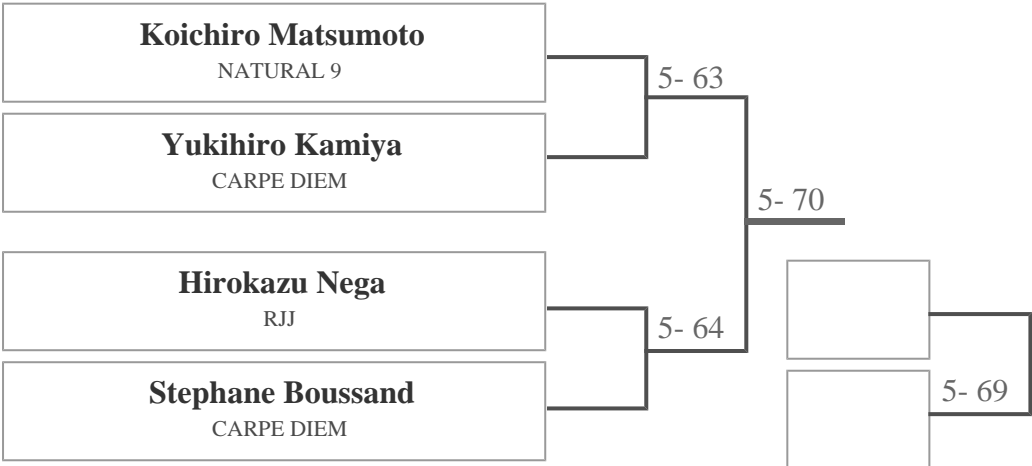 Koichiro Matsumoto
NATURAL 9
5- 63
Yukihiro Kamiya
CARPE DIEM
5- 70
Hirokazu Nega
RJJ
5- 64
Stephane Boussand
CARPE DIEM
5- 69